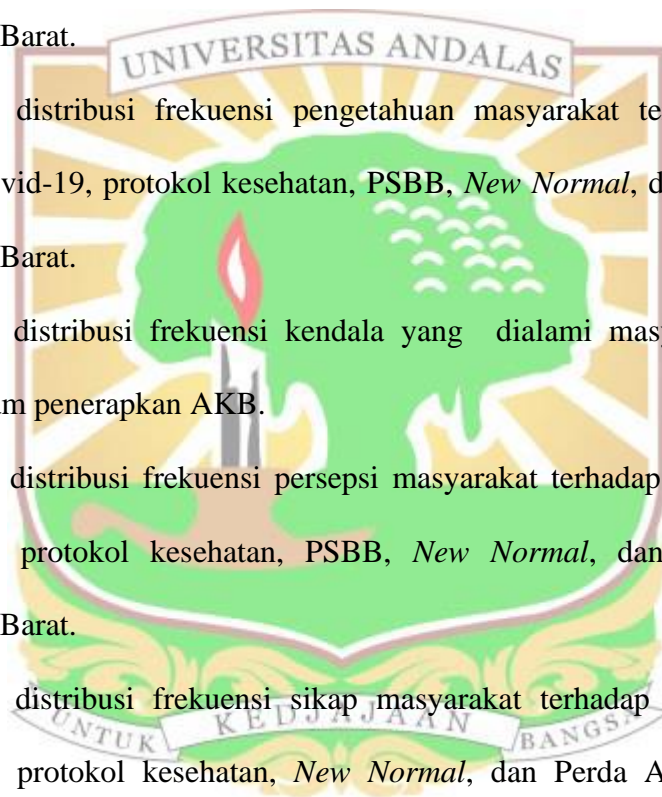 Barat.
UNIVERSITAS ANDALAS
distribusi frekuensi pengetahuan masyarakat te
vid-19, protokol kesehatan, PSBB, New Normal, d
Barat.
distribusi frekuensi kendala yang dialami mas
m penerapkan AKB.
distribusi frekuensi persepsi masyarakat terhadap
protokol kesehatan, PSBB, New Normal, dan
Barat.
distribusi frekuensi sikap masyarakat terhadap
UNTUK KEDJAJAAN BANGSA
protokol kesehatan, New Normal, dan Perda A